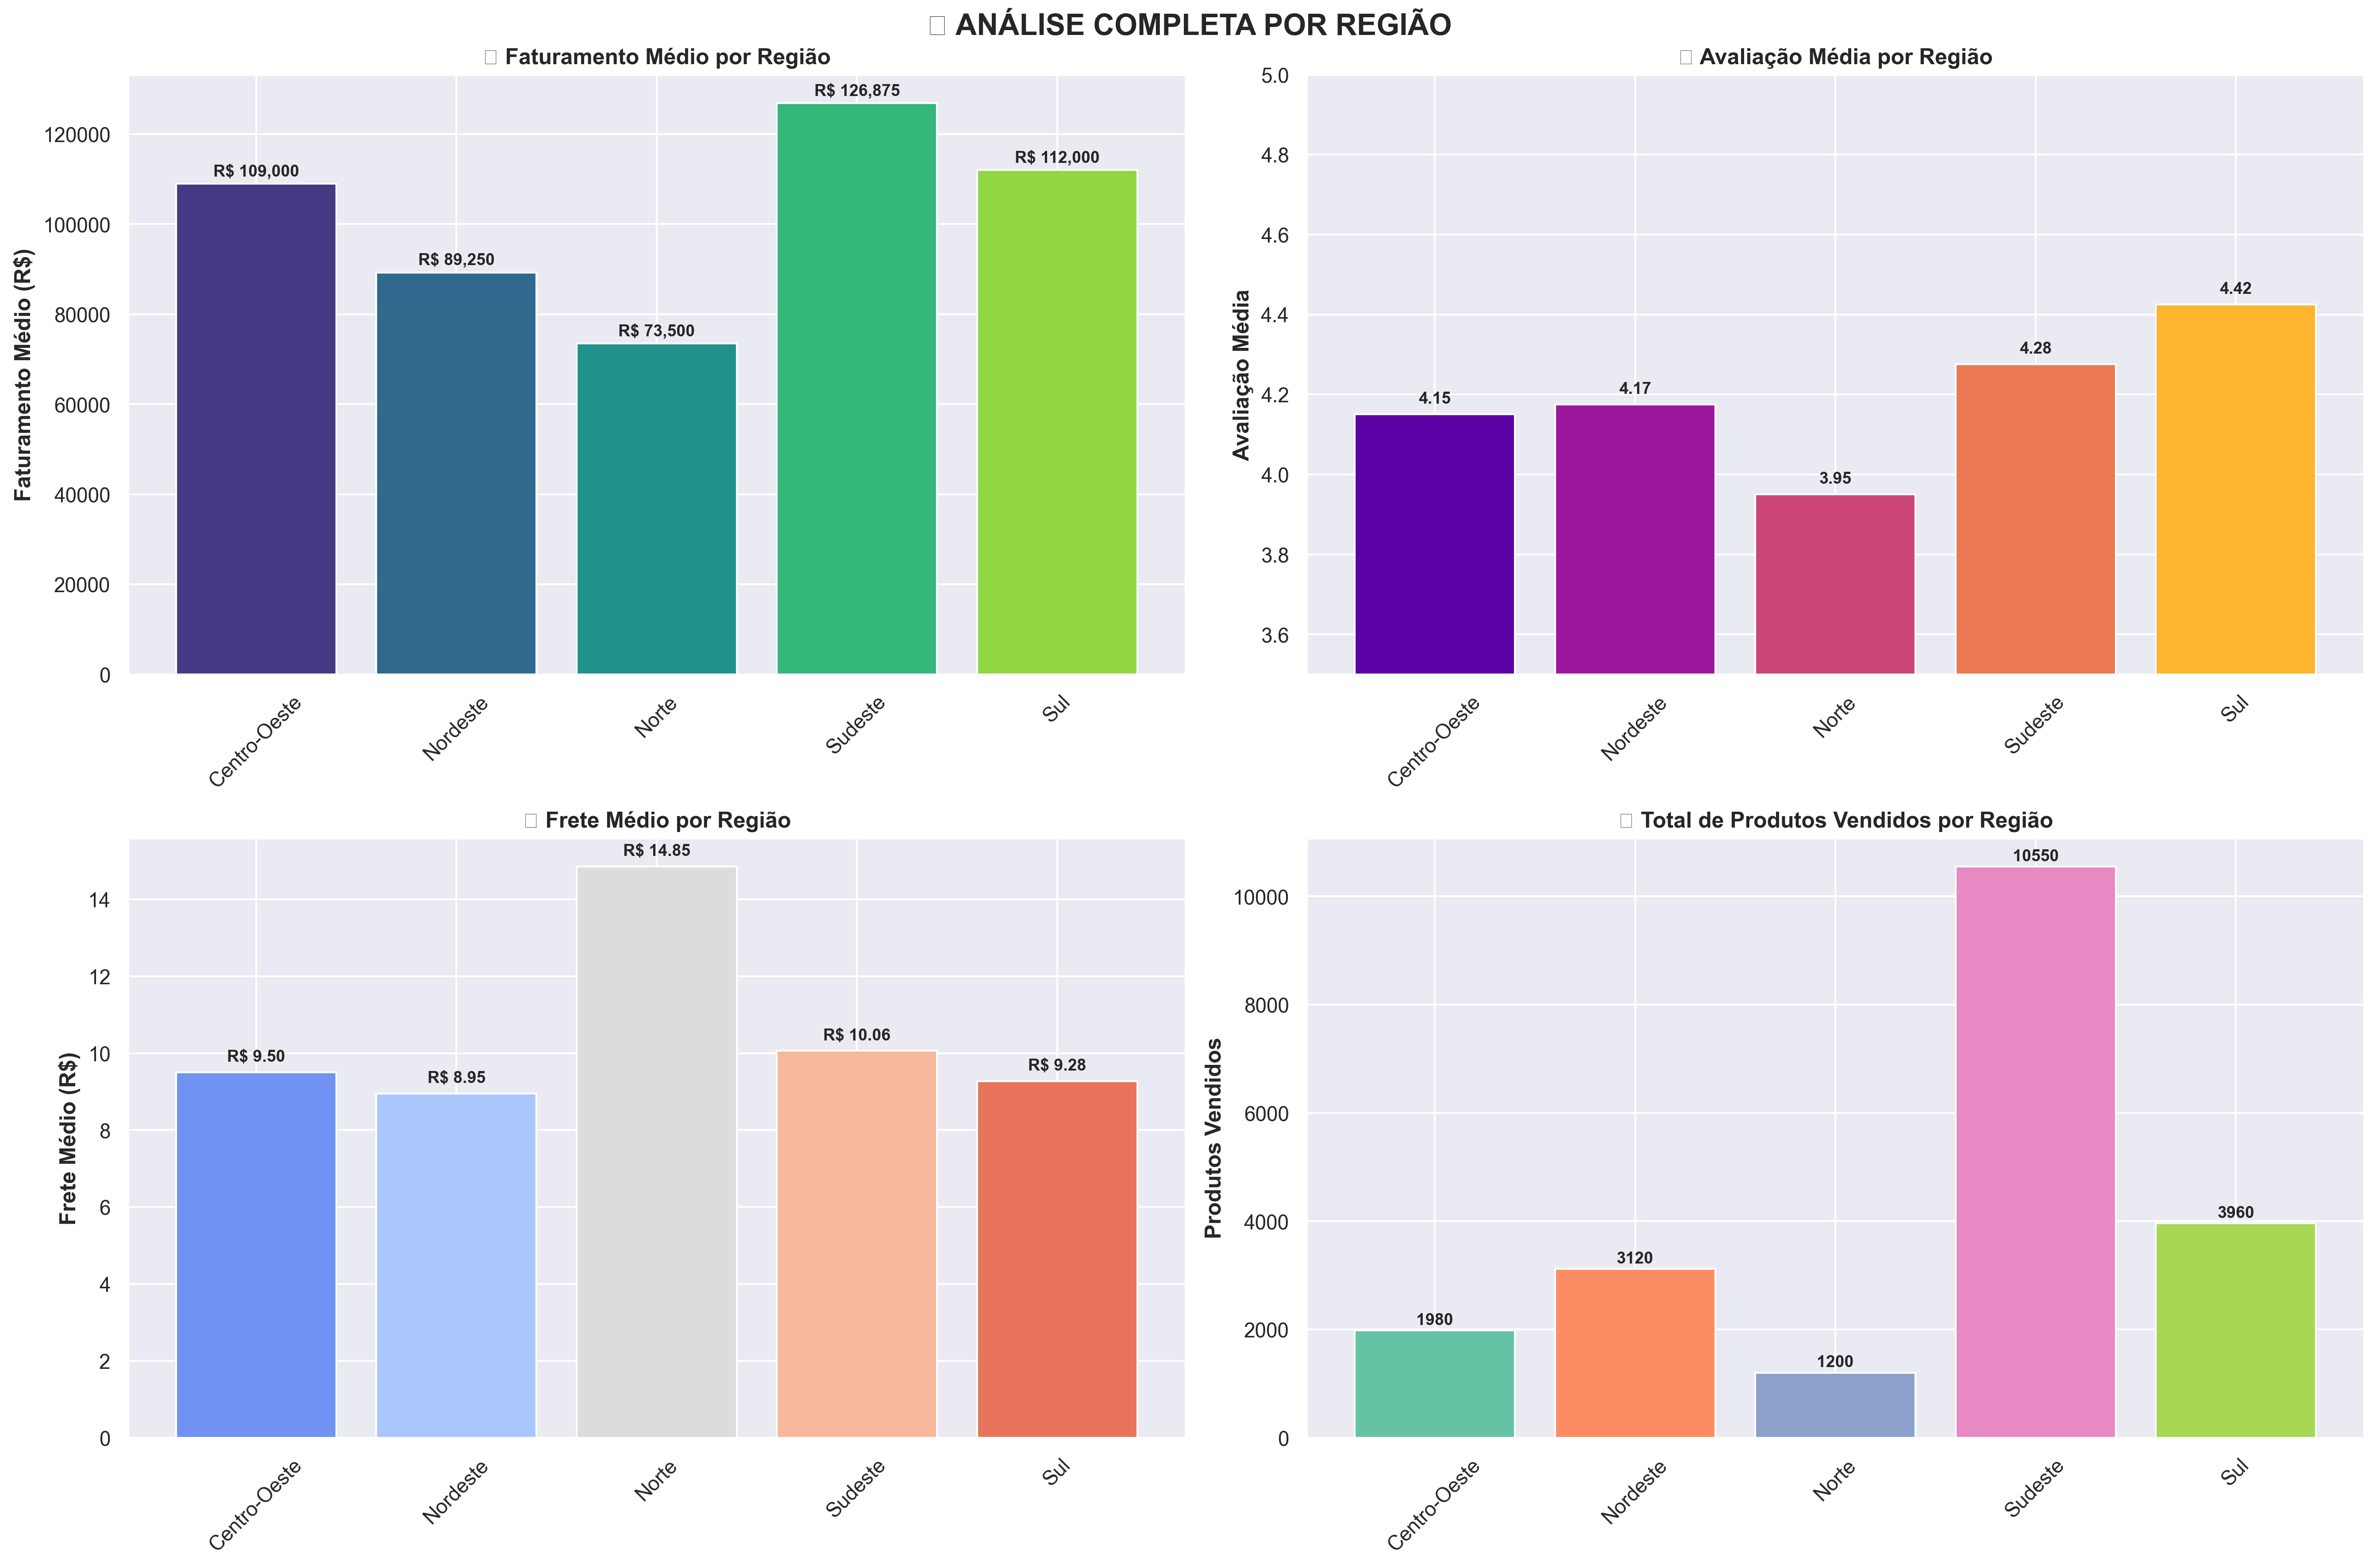 ANÁLISE COMPLETA POR REGIÃO
Faturamento Médio por Região
Faturamento Médio (R$)
120000
100000
80000
60000
40000
20000
0
R$ 109,000
R$ 89,250
R$ 73,500
R$ 126,875
R$ 112,000
Centro-Oeste
Nordeste
Norte
Sudeste
Sul
Avaliação Média por Região
Avaliação Média
5.0
4.8
4.6
4.4
4.2
4.0
3.8
3.6
4.15
4.17
3.95
4.28
4.42
Centro-Oeste
Nordeste
Norte
Sudeste
Sul
Frete Médio por Região
Frete Médio (R$)
14
12
10
8
6
4
2
0
R$ 9.50
R$ 8.95
R$ 14.85
R$ 10.06
R$ 9.28
Centro-Oeste
Nordeste
Norte
Sudeste
Sul
Total de Produtos Vendidos por Região
Produtos Vendidos
10000
8000
6000
4000
2000
0
1980
3120
1200
10550
3960
Centro-Oeste
Nordeste
Norte
Sudeste
Sul